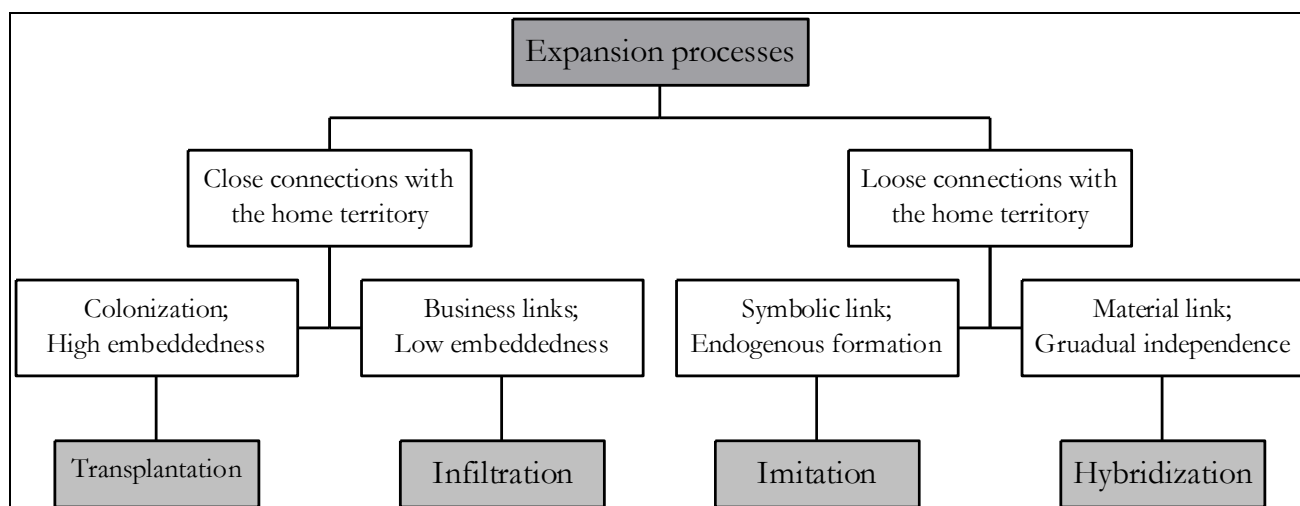 Expansion processes
Close connections with
the home territory
Loose connections with
the home territory
Colonization;
High embeddedness
Business links;
Low embeddedness
Symbolic link;
Endogenous formation
Material link;
Gruadual independence
Transplantation
Infiltration
Imitation
Hybridization